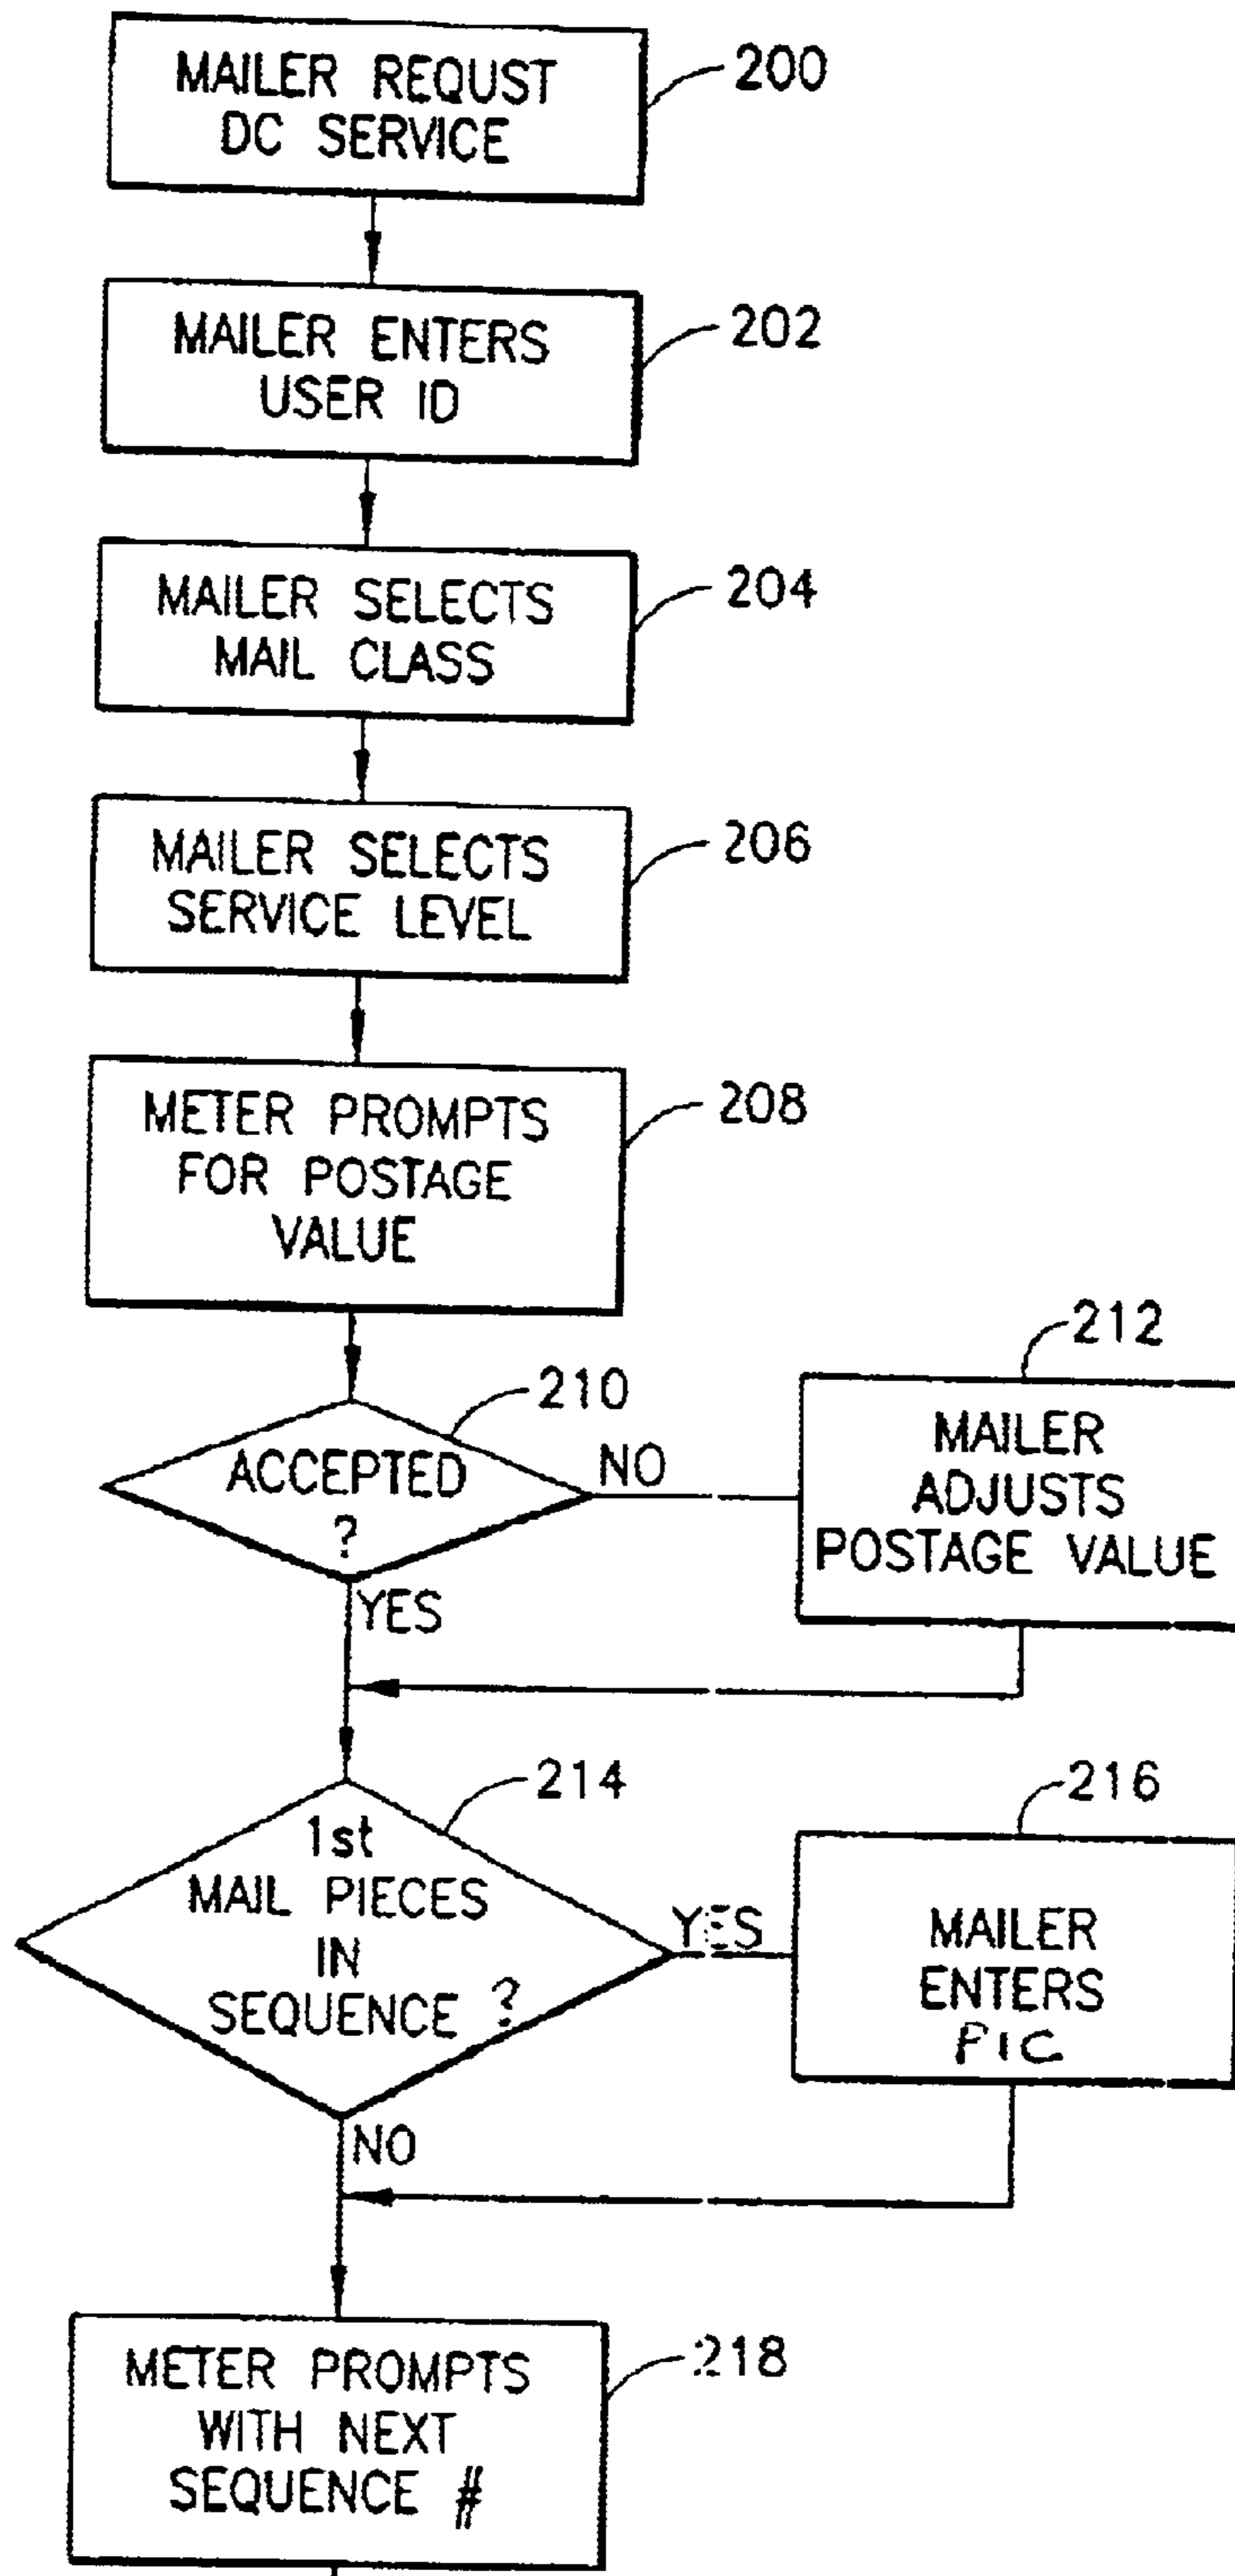 MAILER REQUST
DC SERVICE
200
MAILER ENTERS
USER ID
202
MAILER SELECTS
MAIL CLASS
204
MAILER SELECTS
SERVICE LEVEL
206
METER PROMPTS
FOR POSTAGE
VALUE
208
ACCEPTED
?
210
NO
YES
MAILER
ADJUSTS
POSTAGE VALUE
212
1st
MAIL PIECES
IN
SEQUENCE ?
214
YES
NO
MAILER
ENTERS
PIC
216
METER PROMPTS
WITH NEXT
SEQUENCE #
218